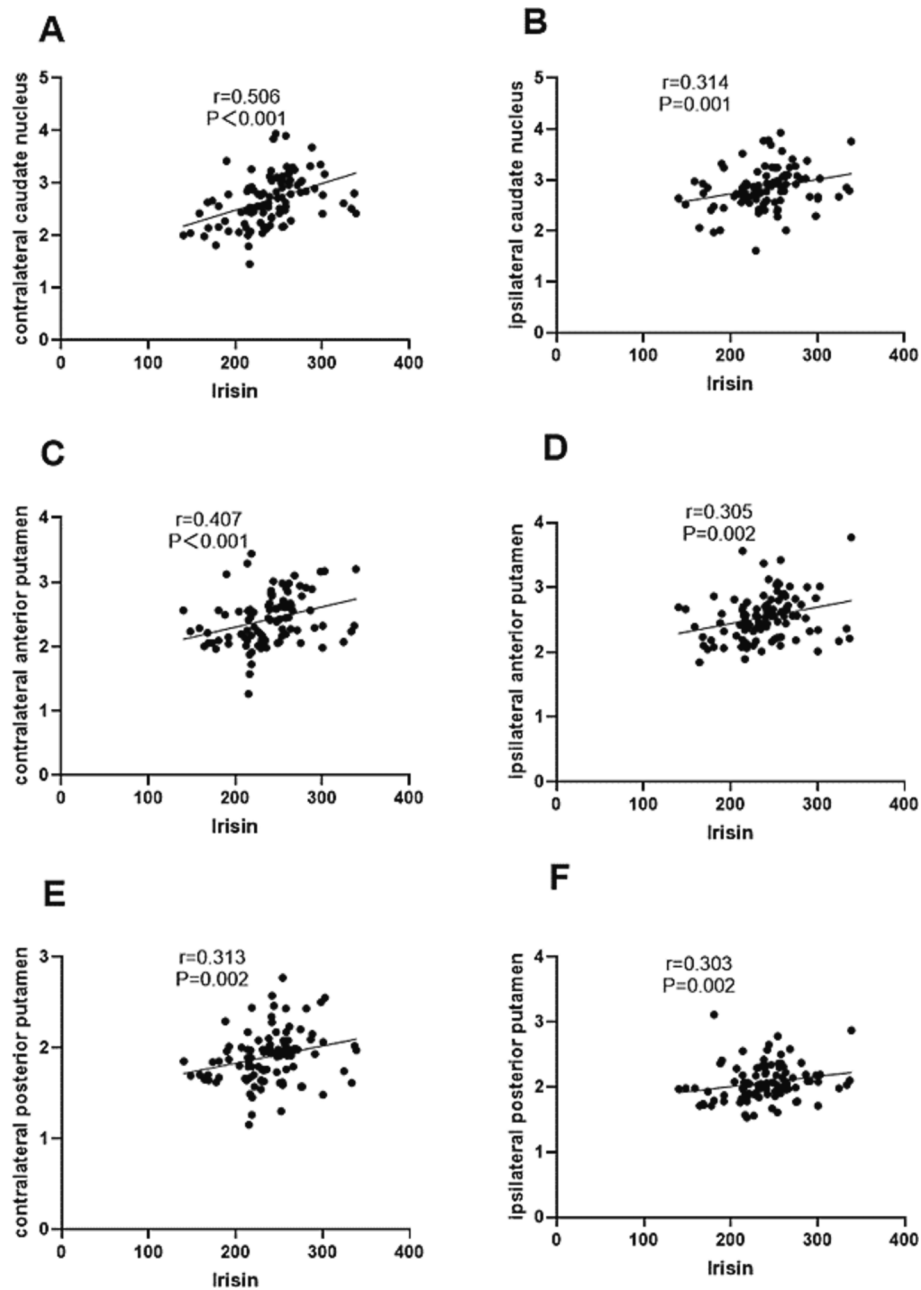 A
contralateral caudate nucleus
r=0.506
P<0.001
5
4
3
2
1
0
0 100 200 300 400
Irisin
B
ipsilateral caudate nucleus
r=0.314
P=0.001
5
4
3
2
1
0
0 100 200 300 400
Irisin
C
contralateral anterior putamen
r=0.407
P<0.001
4
3
2
1
0
0 100 200 300 400
Irisin
D
ipsilateral anterior putamen
r=0.305
P=0.002
4
3
2
1
0
0 100 200 300 400
Irisin
E
contralateral posterior putamen
r=0.313
P=0.002
3
2
1
0
0 100 200 300 400
Irisin
F
ipsilateral posterior putamen
r=0.303
P=0.002
4
3
2
1
0
0 100 200 300 400
Irisin